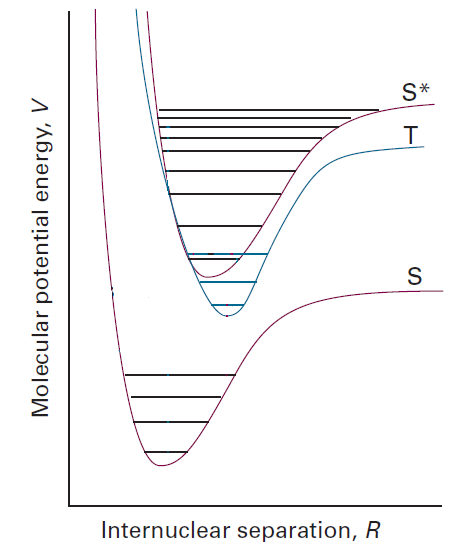 S*
T
S
Molecular potential energy, V
Internuclear separation, R